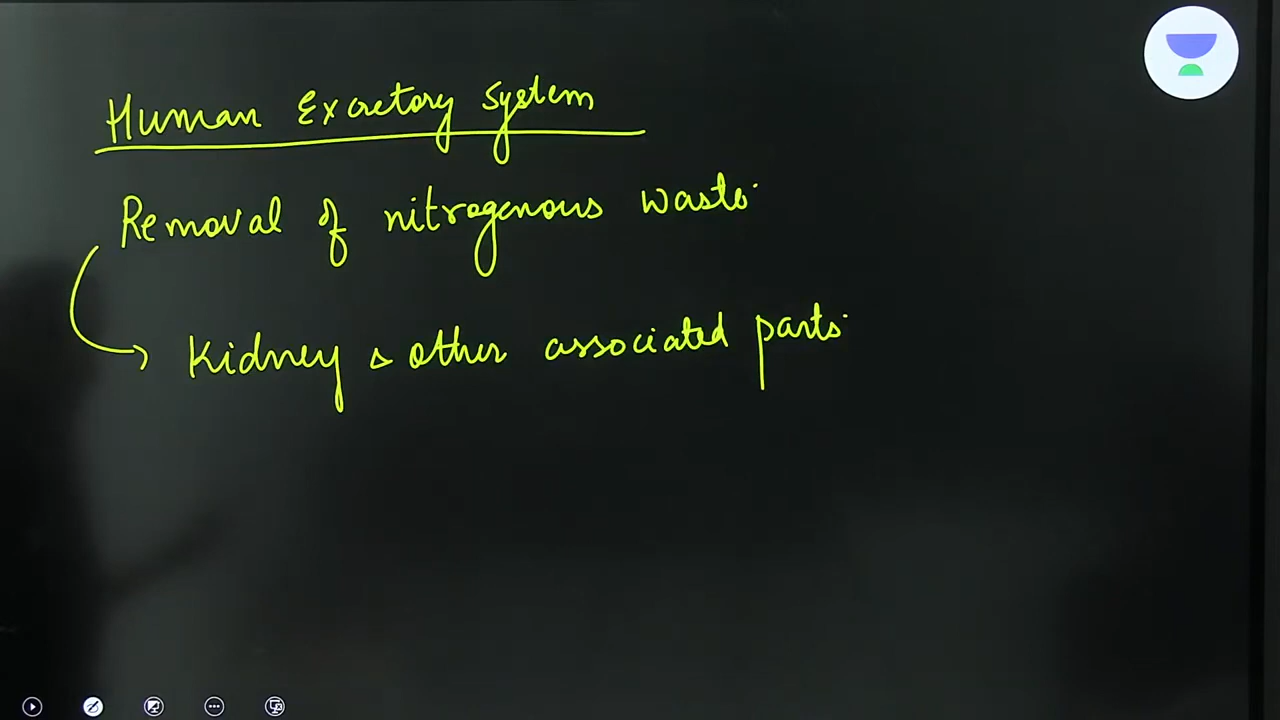 Human Excretory System
Removal of nitrogenous waste.
Kidney & other associated parts.